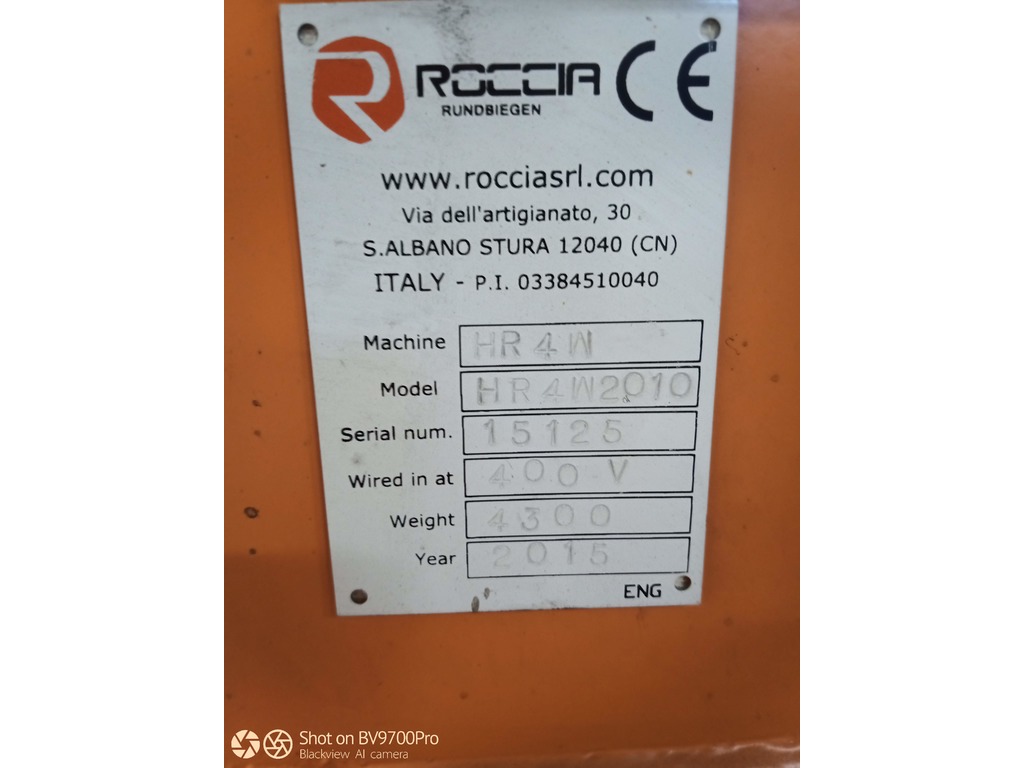 ROCCIA CE
RUNDBIEGEN
www.rocciasrl.com
Via dell'artigianato, 30
S.ALBANO STURA 12040 (CN)
ITALY - P.I. 03384510040
Machine HR4W
Model HR4W2010
Serial num. 15125
Wired in at 400 V
Weight 4300
Year 2015
ENG
Shot on BV9700Pro
Blackview AI camera